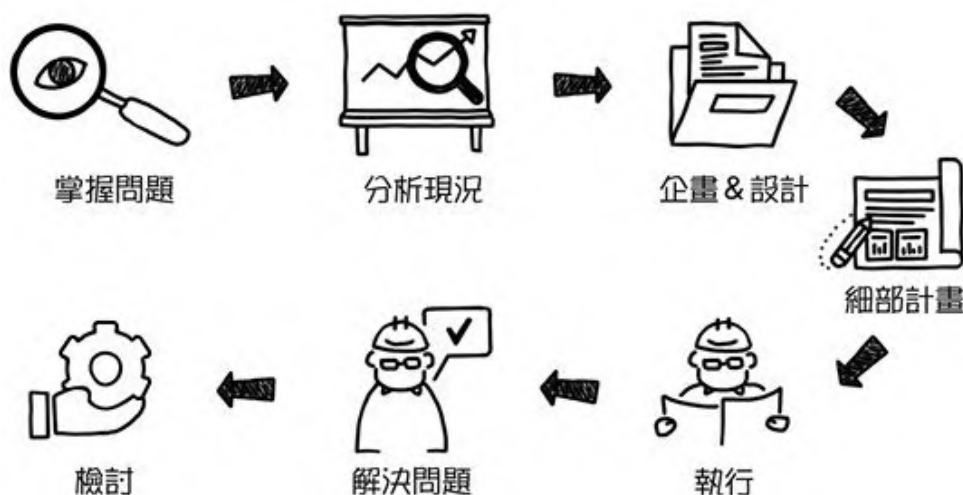 掌握問題
分析現況
企畫＆設計
細部計畫
執行
解決問題
檢討